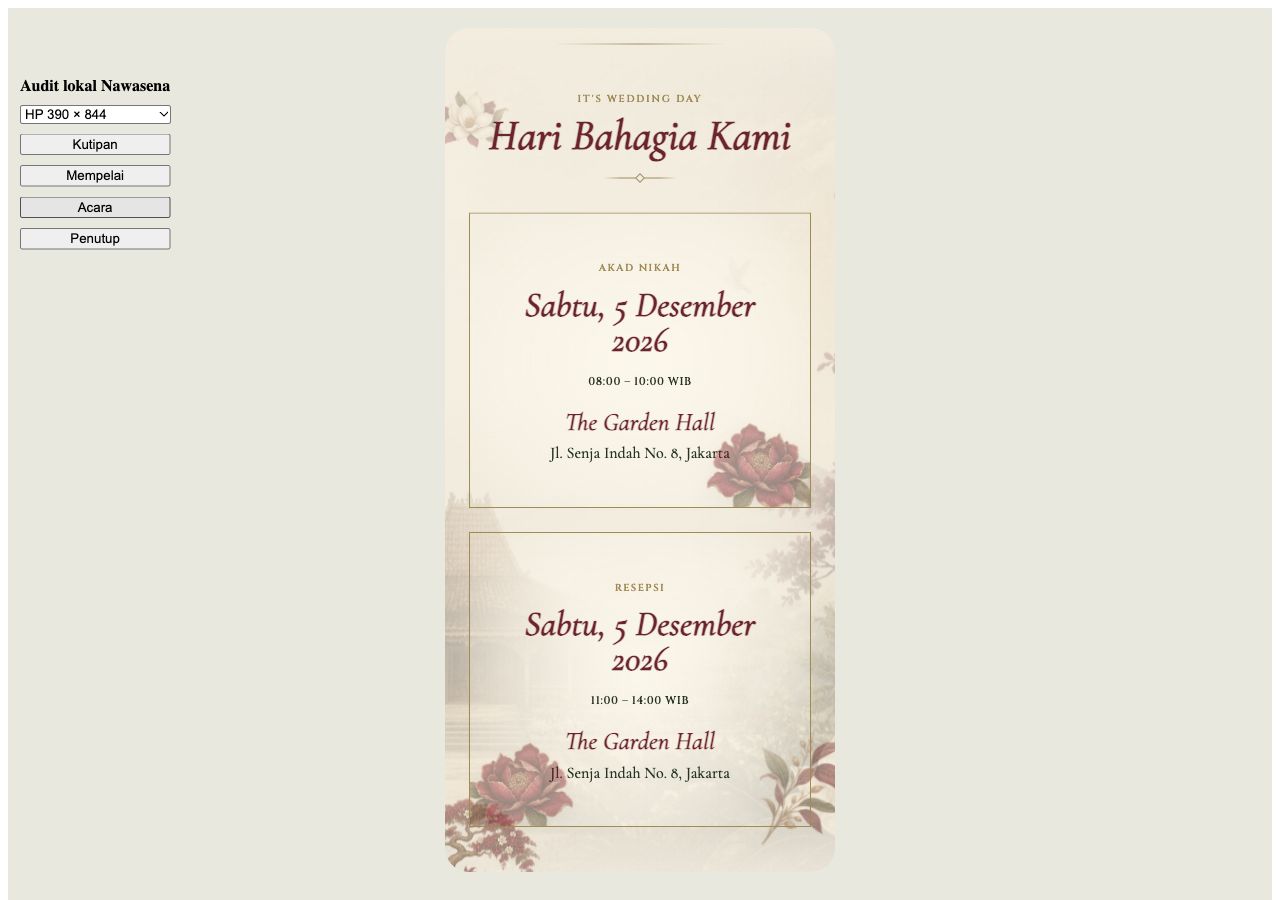 Audit lokal Nawasena
HP 390 × 844
Kutipan
Mempelai
Acara
Penutup
IT'S WEDDING DAY
Hari Bahagia Kami
AKAD NIKAH
Sabtu, 5 Desember
2026
08:00 – 10:00 WIB
The Garden Hall
Jl. Senja Indah No. 8, Jakarta
RESEPSI
Sabtu, 5 Desember
2026
11:00 – 14:00 WIB
The Garden Hall
Jl. Senja Indah No. 8, Jakarta